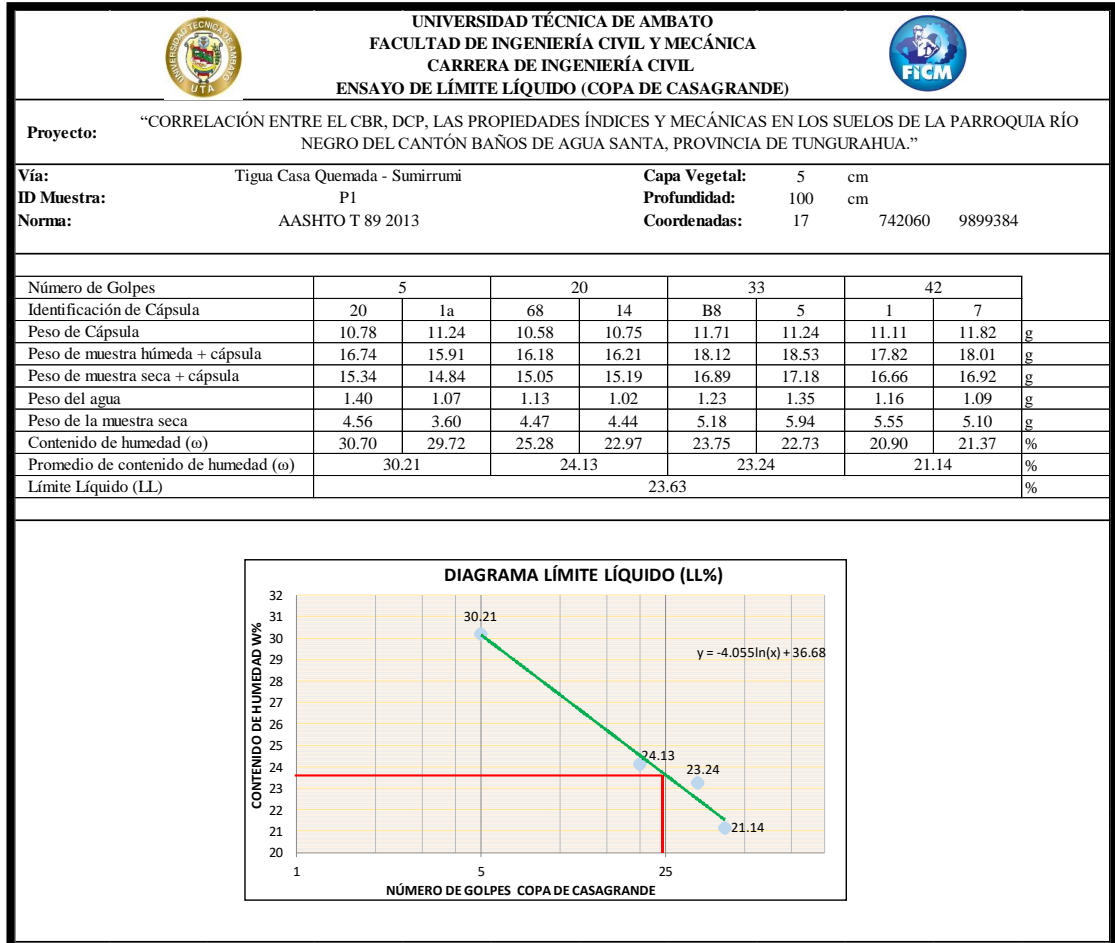 UNIVERSIDAD TÉCNICA DE AMBATO
FACULTAD DE INGENIERÍA CIVIL Y MECÁNICA
CARRERA DE INGENIERÍA CIVIL
ENSAYO DE LÍMITE LÍQUIDO (COPA DE CASAGRANDE)
UNIVERSIDAD TECNICA DE AMBATO
UTA
FICM
Proyecto: “CORRELACIÓN ENTRE EL CBR, DCP, LAS PROPIEDADES ÍNDICES Y MECÁNICAS EN LOS SUELOS DE LA PARROQUIA RÍO
NEGRO DEL CANTÓN BAÑOS DE AGUA SANTA, PROVINCIA DE TUNGURAHUA.”
Vía: Tigua Casa Quemada - Sumirrumi Capa Vegetal: 5 cm
ID Muestra: P1 Profundidad: 100 cm
Norma: AASHTO T 89 2013 Coordenadas: 17 742060 9899384
Número de Golpes 5 20 33 42
Identificación de Cápsula 20 1a 68 14 B8 5 1 7
Peso de Cápsula 10.78 11.24 10.58 10.75 11.71 11.24 11.11 11.82 g
Peso de muestra húmeda + cápsula 16.74 15.91 16.18 16.21 18.12 18.53 17.82 18.01 g
Peso de muestra seca + cápsula 15.34 14.84 15.05 15.19 16.89 17.18 16.66 16.92 g
Peso del agua 1.40 1.07 1.13 1.02 1.23 1.35 1.16 1.09 g
Peso de la muestra seca 4.56 3.60 4.47 4.44 5.18 5.94 5.55 5.10 g
Contenido de humedad (ω) 30.70 29.72 25.28 22.97 23.75 22.73 20.90 21.37 %
Promedio de contenido de humedad (ω) 30.21 24.13 23.24 21.14 %
Límite Líquido (LL) 23.63 %
DIAGRAMA LÍMITE LÍQUIDO (LL%)
CONTENIDO DE HUMEDAD W%
32
31
30
29
28
27
26
25
24
23
22
21
20
30.21
y = -4.055ln(x) + 36.68
24.13
23.24
21.14
1 5 25
NÚMERO DE GOLPES COPA DE CASAGRANDE